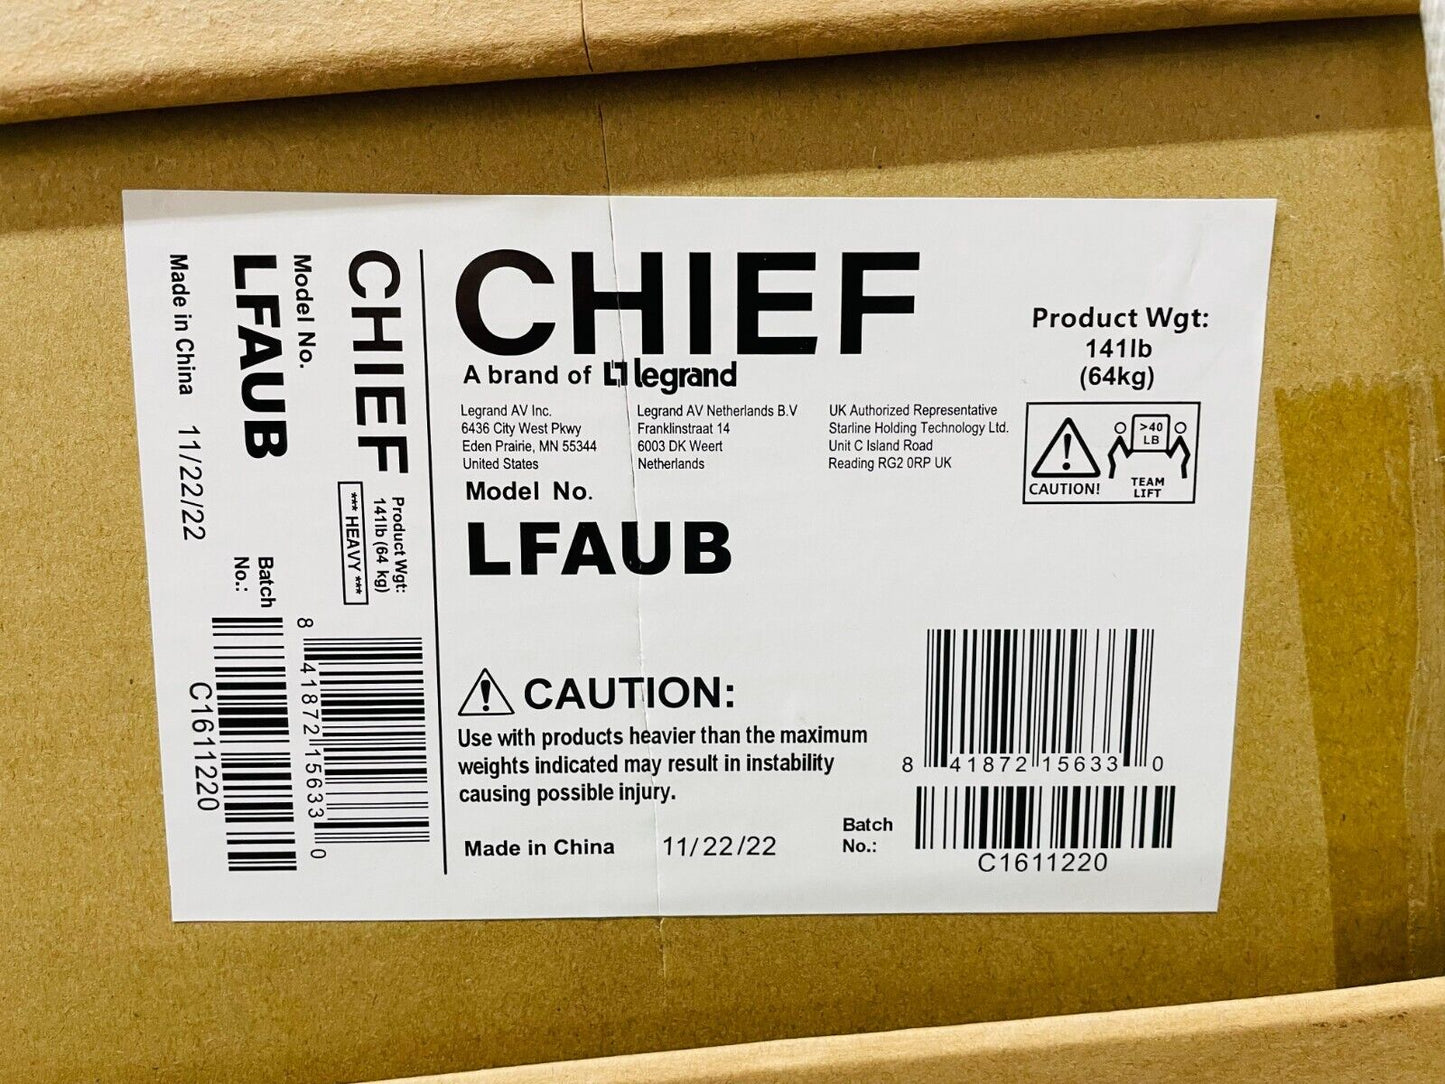 CHIEF
A brand of legrand
Legrand AV Inc.
6436 City West Pkwy
Eden Prairie, MN 55344
United States
Legrand AV Netherlands B.V
Franklinstraat 14
6003 DK Weert
Netherlands
UK Authorized Representative
Starline Holding Technology Ltd.
Unit C Island Road
Reading RG2 0RP UK
Product Wgt:
141lb
(64kg)
CAUTION!
>40
LB
TEAM
LIFT
Model No.
LFAUB
CAUTION:
Use with products heavier than the maximum
weights indicated may result in instability
causing possible injury.
Made in China 11/22/22
8 41872 15633 0
Batch
No.:
C1611220
CHIEF
Product Wgt:
141lb (64 kg)
*** HEAVY ***
Model No.
LFAUB
Made in China 11/22/22
8 41872 15633 0
Batch
No.:
C1611220